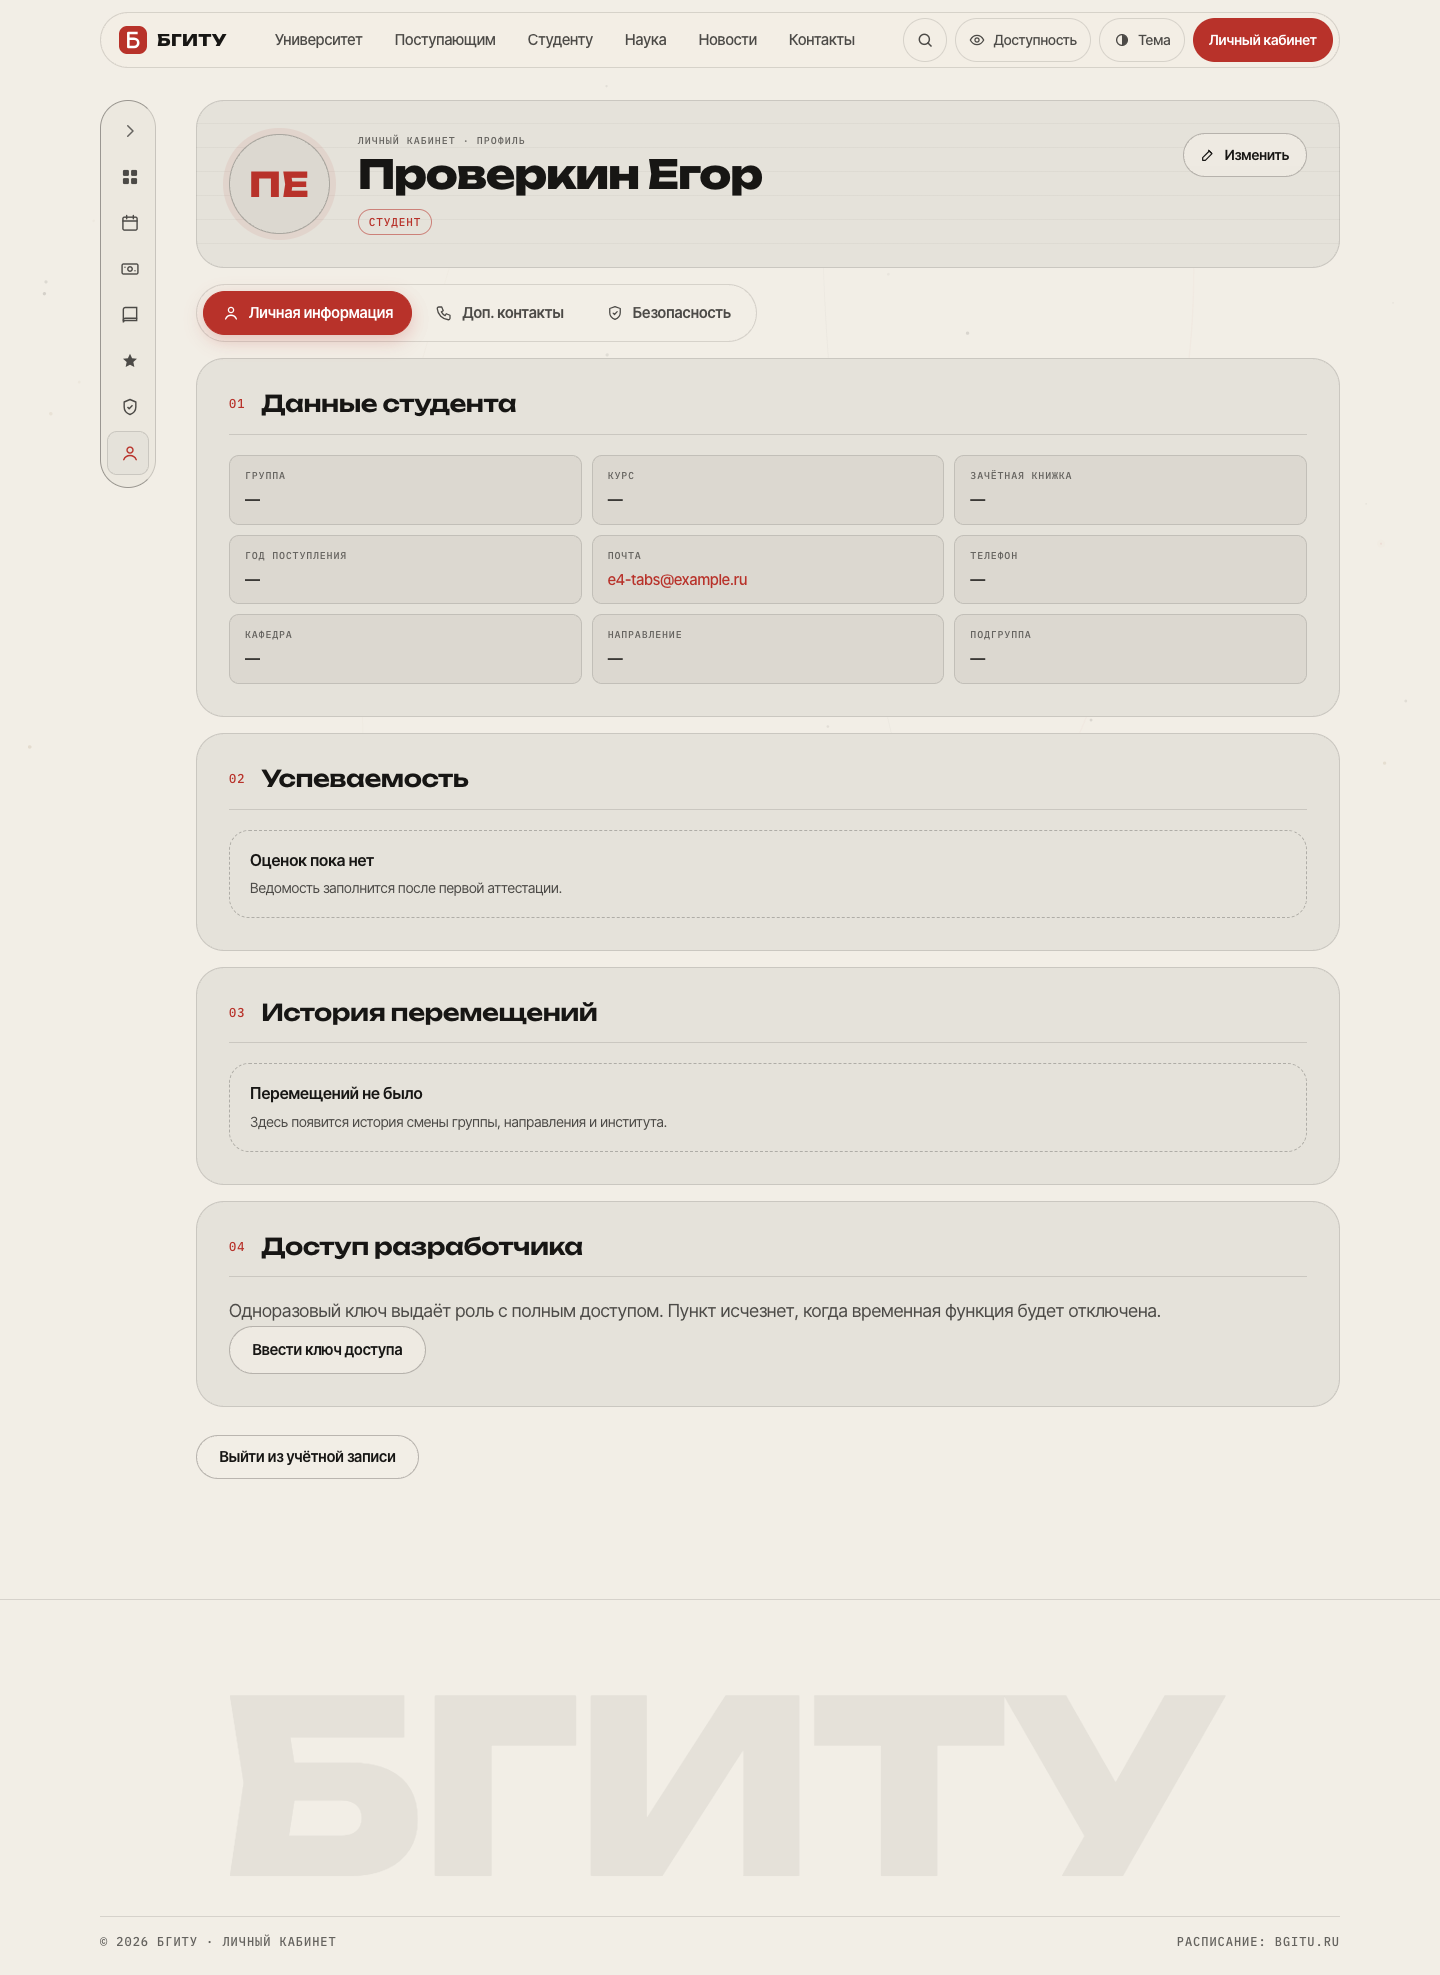 Б БГИТУ
Университет
Поступающим
Студенту
Наука
Новости
Контакты
Доступность
Тема
Личный кабинет
ЛИЧНЫЙ КАБИНЕТ · ПРОФИЛЬ
ПЕ
Проверкин Егор
СТУДЕНТ
Изменить
Личная информация
Доп. контакты
Безопасность
01 Данные студента
ГРУППА
—
КУРС
—
ЗАЧЁТНАЯ КНИЖКА
—
ГОД ПОСТУПЛЕНИЯ
—
ПОЧТА
e4-tabs@example.ru
ТЕЛЕФОН
—
КАФЕДРА
—
НАПРАВЛЕНИЕ
—
ПОДГРУППА
—
02 Успеваемость
Оценок пока нет
Ведомость заполнится после первой аттестации.
03 История перемещений
Перемещений не было
Здесь появится история смены группы, направления и института.
04 Доступ разработчика
Одноразовый ключ выдаёт роль с полным доступом. Пункт исчезнет, когда временная функция будет отключена.
Ввести ключ доступа
Выйти из учётной записи
БГИТУ
© 2026 БГИТУ · ЛИЧНЫЙ КАБИНЕТ
РАСПИСАНИЕ: BGITU.RU